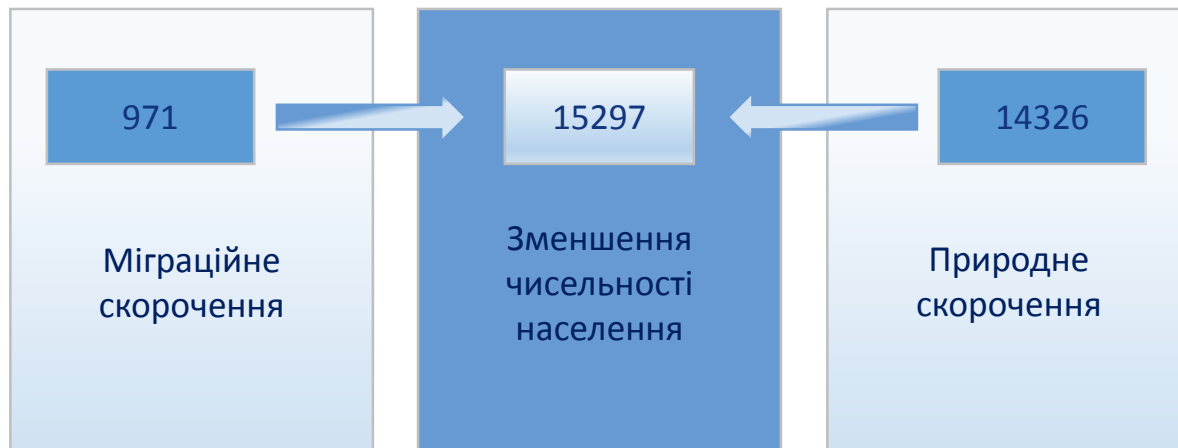 971
Міграційне
скорочення
15297
Зменшення
чисельності
населення
14326
Природне
скорочення